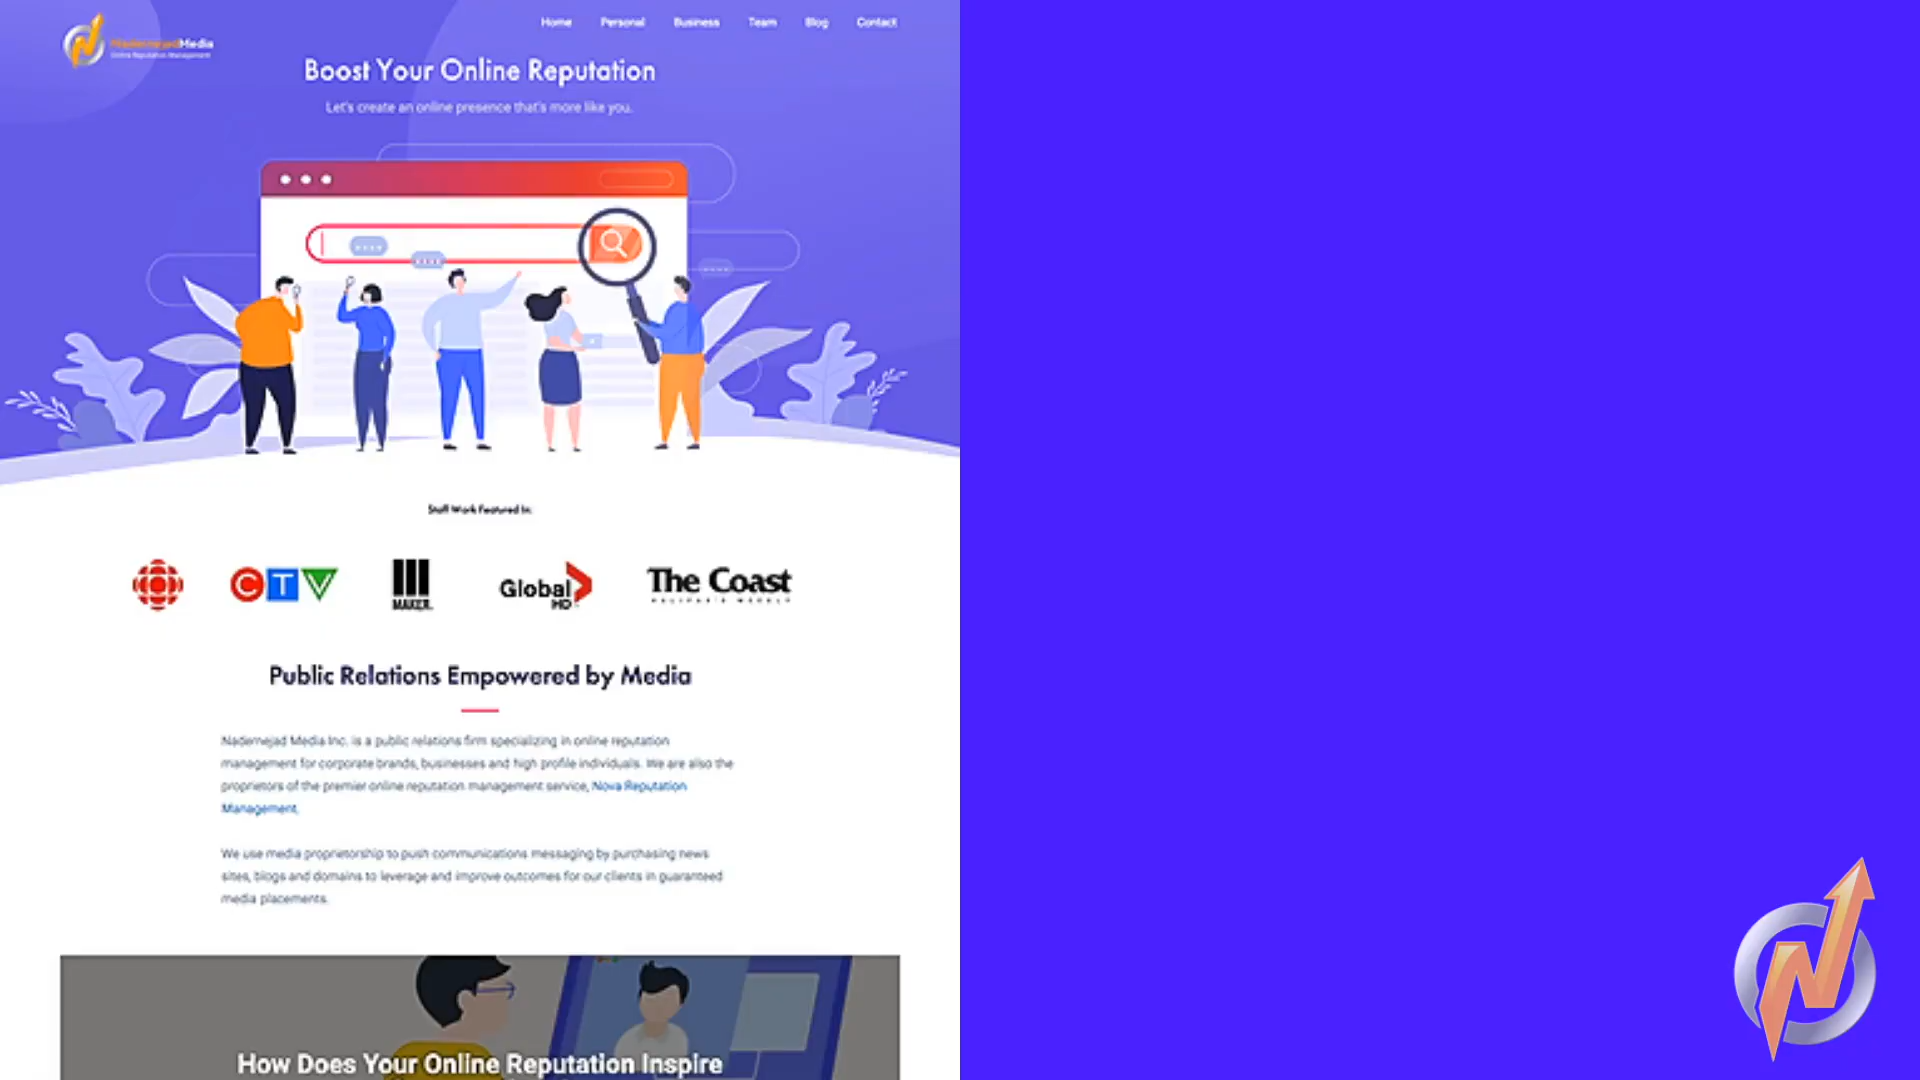 Home Personal Business Team Blog Contact
NadernejadMedia
Online Reputation Management
Boost Your Online Reputation
Let's create an online presence that's more like you.
Staff Work Featured In:
CTV
MAKER
Global
HD
The Coast
HALIFAX'S WEEKLY
Public Relations Empowered by Media
Nadernejad Media Inc. is a public relations firm specializing in online reputation
management for corporate brands, businesses and high profile individuals. We are also the
proprietors of the premier online reputation management service, Nova Reputation
Management.
We use media proprietorship to push communications messaging by purchasing news
sites, blogs and domains to leverage and improve outcomes for our clients in guaranteed
media placements.
How Does Your Online Reputation Inspire